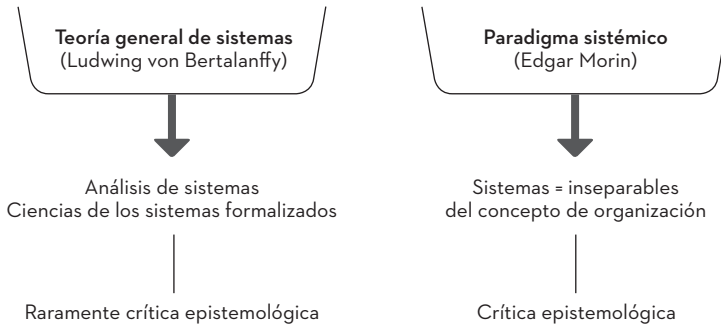 Teoría general de sistemas
(Ludwing von Bertalanffy)
Análisis de sistemas
Ciencias de los sistemas formalizados
Raramente crítica epistemológica
Paradigma sistémico
(Edgar Morin)
Sistemas = inseparables
del concepto de organización
Crítica epistemológica